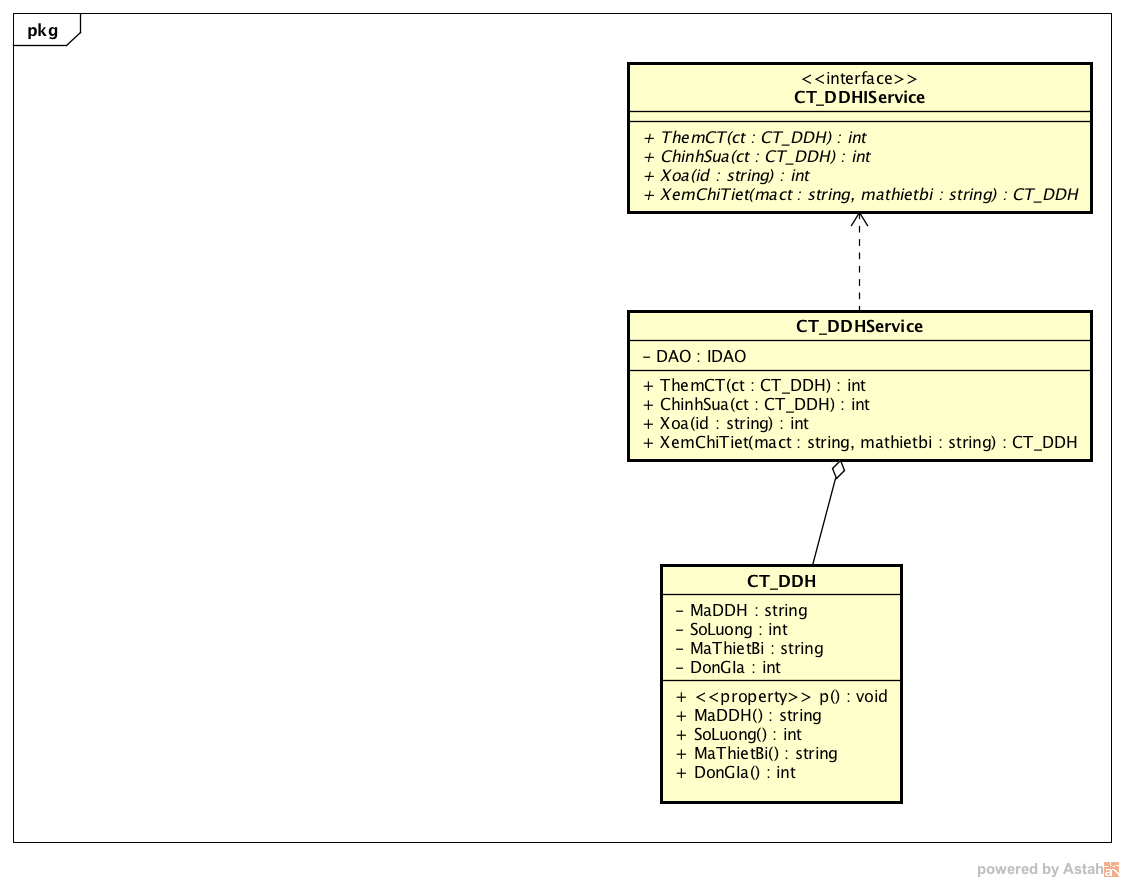 pkg
<<interface>>
CT_DDHIService
+ ThemCT(ct : CT_DDH) : int
+ ChinhSua(ct : CT_DDH) : int
+ Xoa(id : string) : int
+ XemChiTiet(mact : string, mathietbi : string) : CT_DDH
CT_DDHService
- DAO : IDAO
+ ThemCT(ct : CT_DDH) : int
+ ChinhSua(ct : CT_DDH) : int
+ Xoa(id : string) : int
+ XemChiTiet(mact : string, mathietbi : string) : CT_DDH
CT_DDH
- MaDDH : string
- SoLuong : int
- MaThietBi : string
- DonGIa : int
+ <<property>> p() : void
+ MaDDH() : string
+ SoLuong() : int
+ MaThietBi() : string
+ DonGIa() : int
powered by Astah